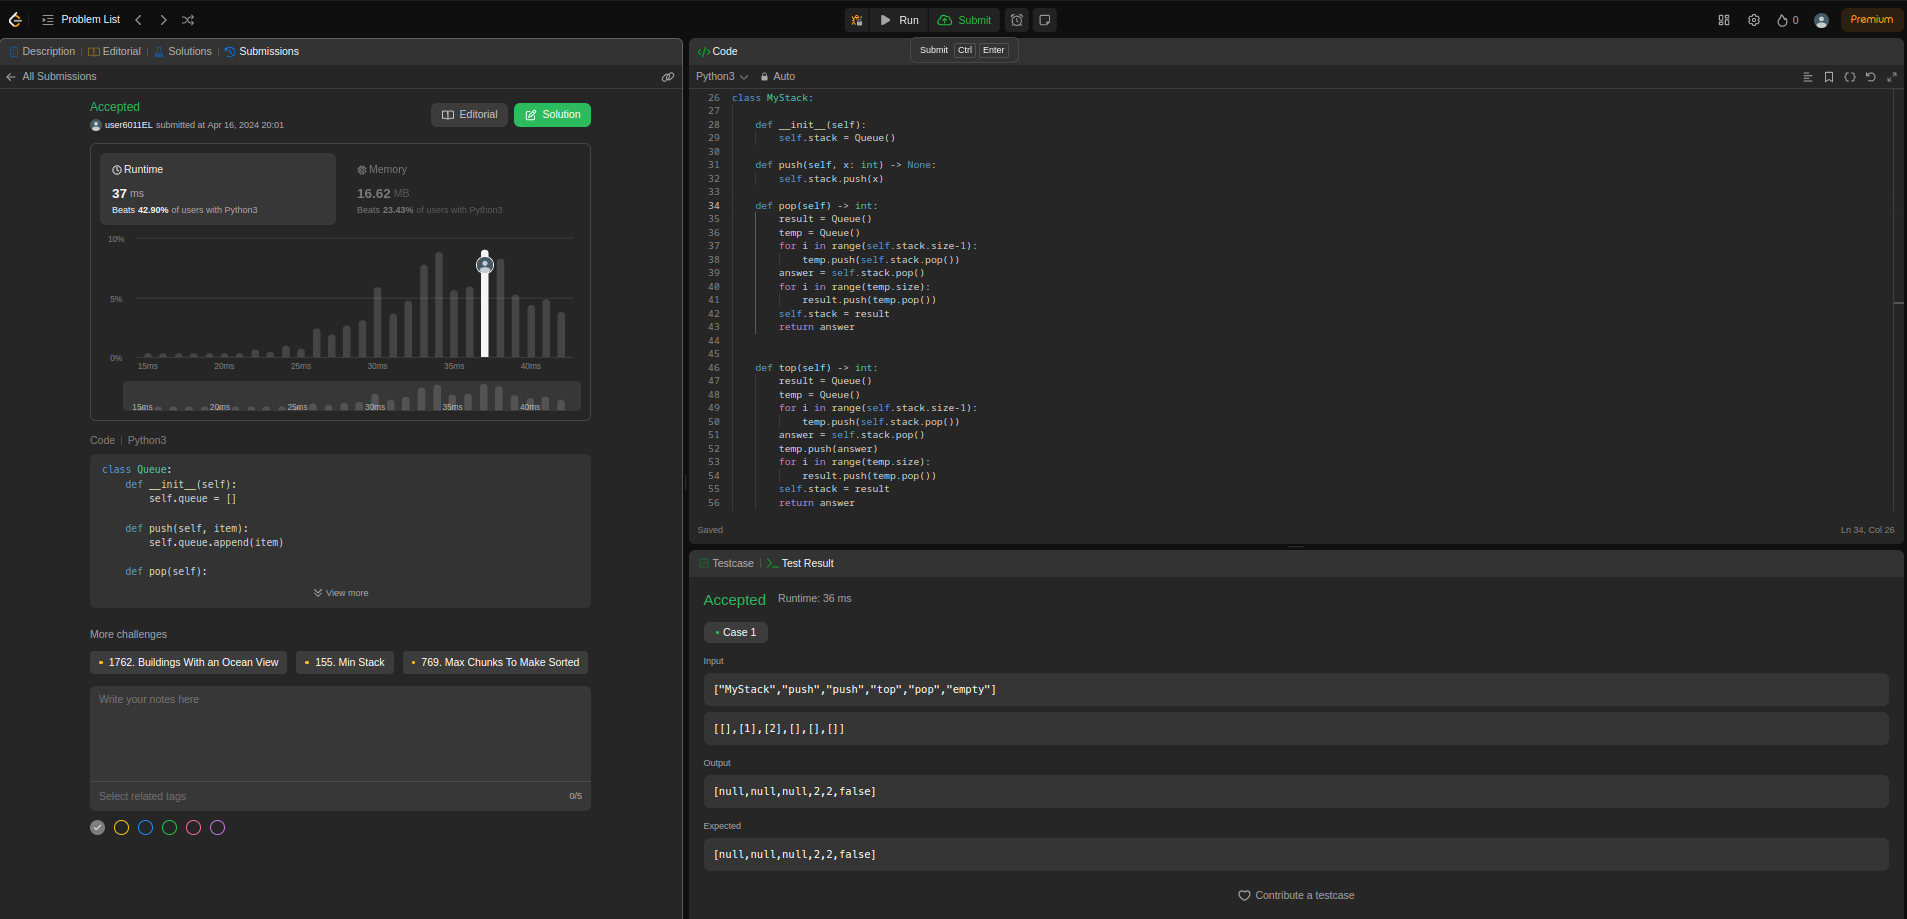 Problem List
Run
Submit
0
Premium
Description | Editorial | Solutions | Submissions
All Submissions
Accepted
user6011EL submitted at Apr 16, 2024 20:01
Editorial
Solution
Runtime
37 ms
Beats 42.90% of users with Python3
Memory
16.62 MB
Beats 23.43% of users with Python3
10%
5%
0%
15ms 20ms 25ms 30ms 35ms 40ms
15ms 20ms 25ms 30ms 35ms 40ms
Code | Python3
class Queue:
    def __init__(self):
        self.queue = []
    def push(self, item):
        self.queue.append(item)
    def pop(self):
View more
More challenges
1762. Buildings With an Ocean View
155. Min Stack
769. Max Chunks To Make Sorted
Write your notes here
Select related tags
0/5
</>Code
Submit Ctrl Enter
Python3
Auto
26 class MyStack:
27
28     def __init__(self):
29         self.stack = Queue()
30
31     def push(self, x: int) -> None:
32         self.stack.push(x)
33
34     def pop(self) -> int:
35         result = Queue()
36         temp = Queue()
37         for i in range(self.stack.size-1):
38             temp.push(self.stack.pop())
39         answer = self.stack.pop()
40         for i in range(temp.size):
41             result.push(temp.pop())
42         self.stack = result
43         return answer
44
45
46     def top(self) -> int:
47         result = Queue()
48         temp = Queue()
49         for i in range(self.stack.size-1):
50             temp.push(self.stack.pop())
51         answer = self.stack.pop()
52         temp.push(answer)
53         for i in range(temp.size):
54             result.push(temp.pop())
55         self.stack = result
56         return answer
Saved
Ln 34, Col 26
Testcase | Test Result
Accepted
Runtime: 36 ms
Case 1
Input
["MyStack","push","push","top","pop","empty"]
[[],[1],[2],[],[],[]]
Output
[null,null,null,2,2,false]
Expected
[null,null,null,2,2,false]
Contribute a testcase